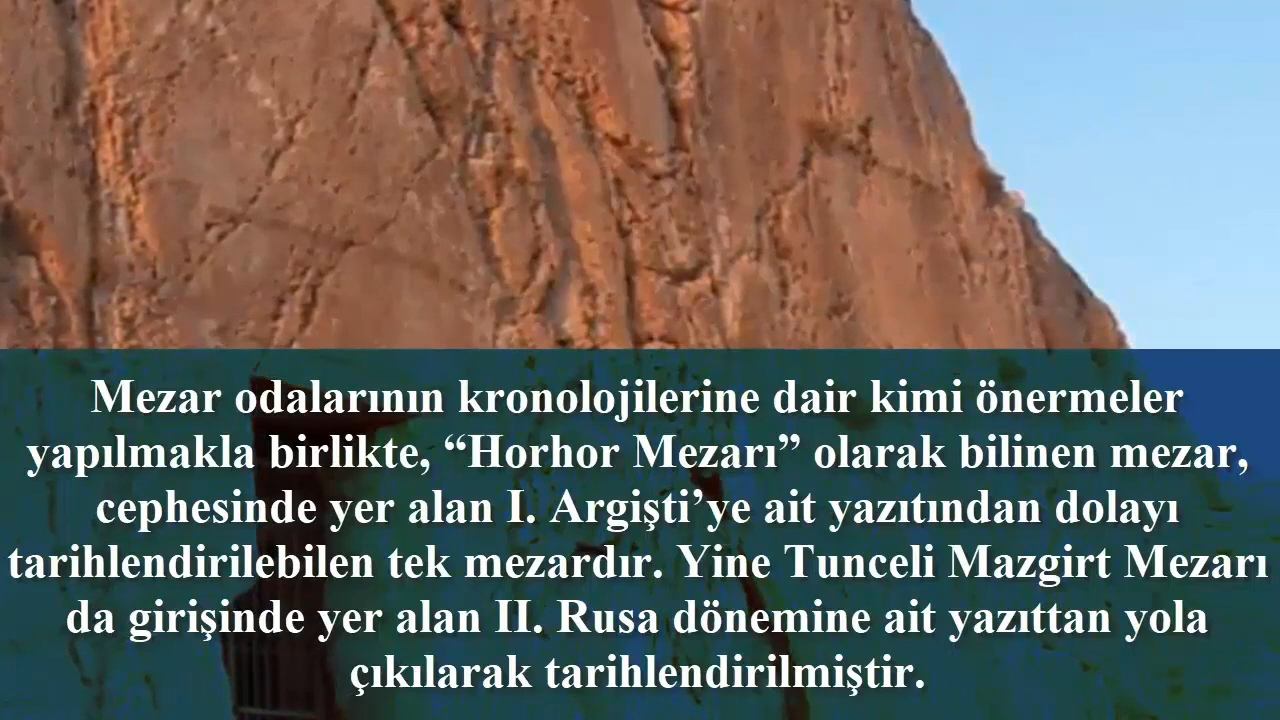 Mezar odalarının kronolojilerine dair kimi önermeler
yapılmakla birlikte, “Horhor Mezarı” olarak bilinen mezar,
cephesinde yer alan I. Argişti’ye ait yazıtından dolayı
tarihlendirilebilen tek mezardır. Yine Tunceli Mazgirt Mezarı
da girişinde yer alan II. Rusa dönemine ait yazıttan yola
çıkılarak tarihlendirilmiştir.